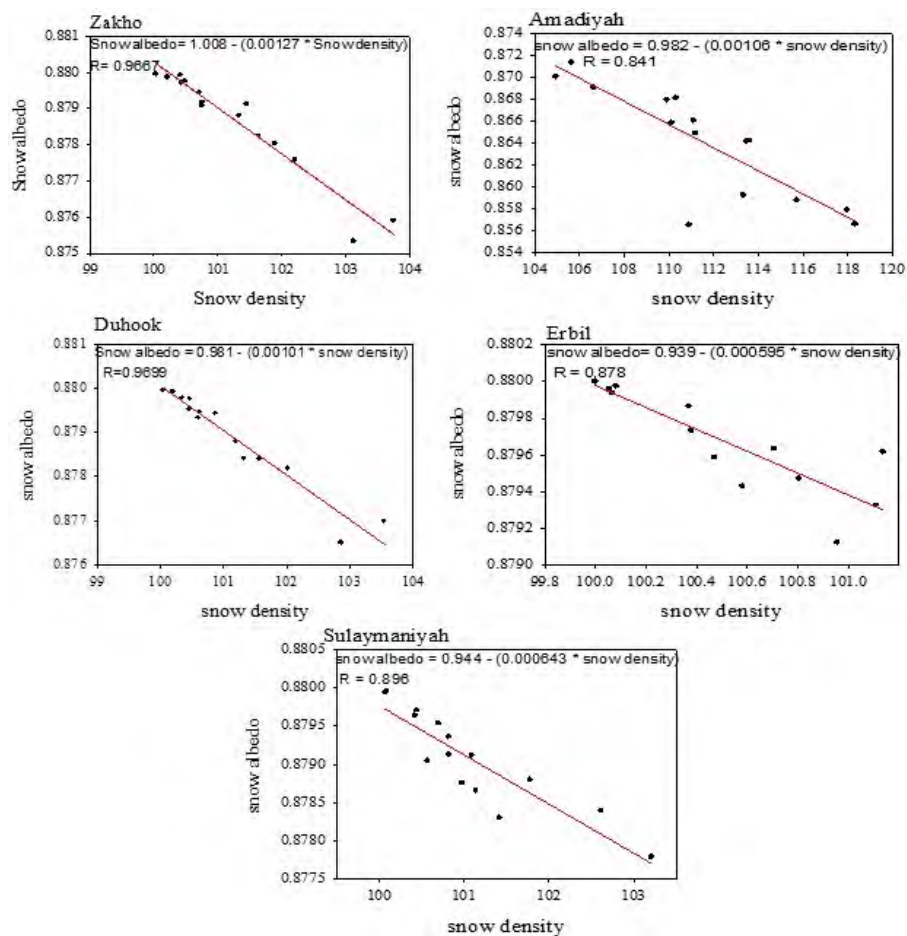 Zakho
Snow albedo= 1.008 - (0.00127 * Snow density)
R= 0.9667
0.881
0.880
0.879
0.878
0.877
0.876
0.875
Snow albedo
99 100 101 102 103 104
Snow density
Amadiyah
snow albedo = 0.982 - (0.00106 * snow density)
R = 0.841
0.874
0.872
0.870
0.868
0.866
0.864
0.862
0.860
0.858
0.856
0.854
snow albedo
104 106 108 110 112 114 116 118 120
snow density
Duhook
Snow albedo = 0.981 - (0.00101 * snow density)
R=0.9699
0.881
0.880
0.879
0.878
0.877
0.876
snow albedo
99 100 101 102 103 104
snow density
Erbil
snow albedo= 0.939 - (0.000595 * snow density)
R = 0.878
0.8802
0.8800
0.8798
0.8796
0.8794
0.8792
0.8790
snow albedo
99.8 100.0 100.2 100.4 100.6 100.8 101.0
snow density
Sulaymaniyah
snow albedo = 0.944 - (0.000643 * snow density)
R = 0.896
0.8805
0.8800
0.8795
0.8790
0.8785
0.8780
0.8775
snow albedo
100 101 102 103
snow density